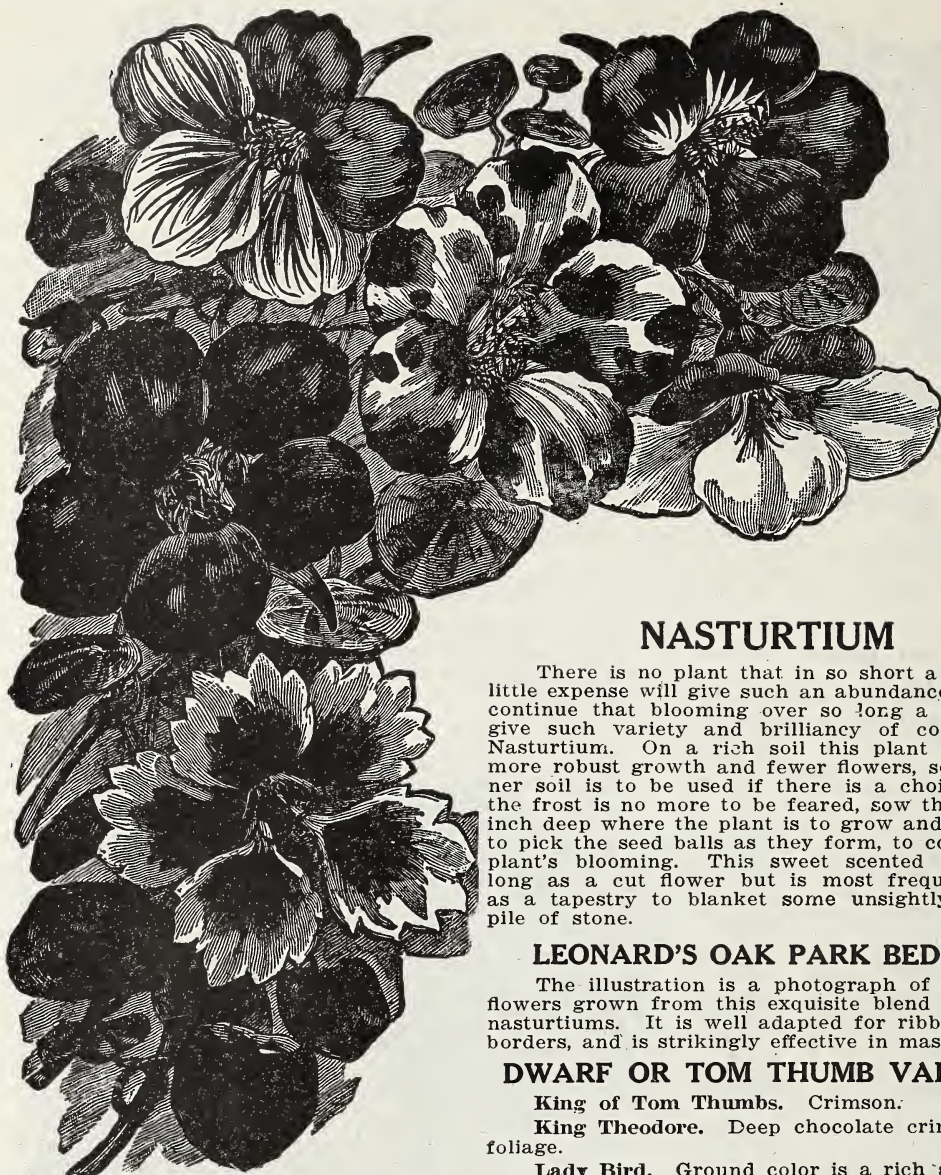 NASTURTIUM
There is no plant that in so short a
little expense will give such an abundance
continue that blooming over so long a
give such variety and brilliancy of co
Nasturtium. On a rich soil this plant
more robust growth and fewer flowers, s
ner soil is to be used if there is a choi
the frost is no more to be feared, sow th
inch deep where the plant is to grow and
to pick the seed balls as they form, to co
plant's blooming. This sweet scented
long as a cut flower but is most frequ
as a tapestry to blanket some unsightly
pile of stone.
LEONARD'S OAK PARK BED
The illustration is a photograph of
flowers grown from this exquisite blend
nasturtiums. It is well adapted for ribb
borders, and is strikingly effective in mas
DWARF OR TOM THUMB VA
King of Tom Thumbs. Crimson.
King Theodore. Deep chocolate crim
foliage.
Lady Bird. Ground color is a rich